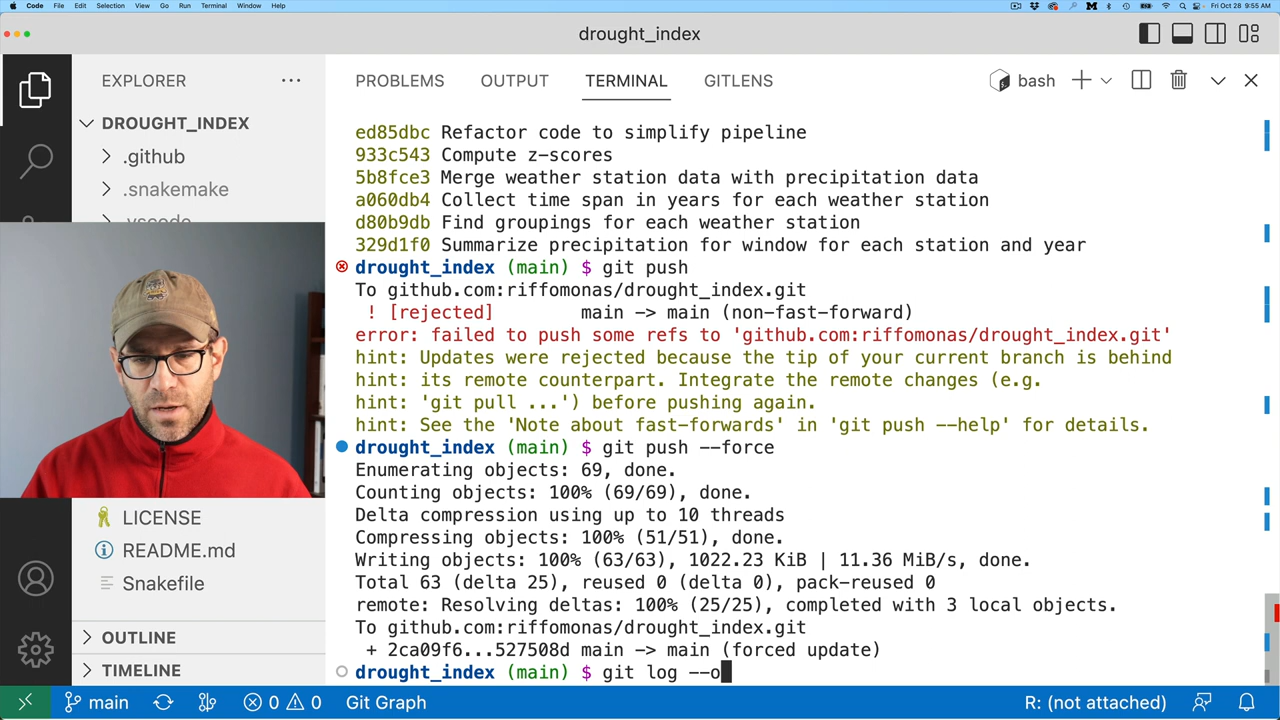 Code File Edit Selection View Go Run Terminal Window Help Fri Oct 28 9:55 AM
drought_index
EXPLORER
PROBLEMS OUTPUT TERMINAL GITLENS bash
DROUGHT_INDEX
.github
.snakemake
.vscode
LICENSE
README.md
Snakefile
OUTLINE
TIMELINE
ed85dbc Refactor code to simplify pipeline
933c543 Compute z-scores
5b8fce3 Merge weather station data with precipitation data
a060db4 Collect time span in years for each weather station
d80b9db Find groupings for each weather station
329d1f0 Summarize precipitation for window for each station and year
drought_index (main) $ git push
To github.com:riffomonas/drought_index.git
! [rejected] main -> main (non-fast-forward)
error: failed to push some refs to 'github.com:riffomonas/drought_index.git'
hint: Updates were rejected because the tip of your current branch is behind
hint: its remote counterpart. Integrate the remote changes (e.g.
hint: 'git pull ...') before pushing again.
hint: See the 'Note about fast-forwards' in 'git push --help' for details.
drought_index (main) $ git push --force
Enumerating objects: 69, done.
Counting objects: 100% (69/69), done.
Delta compression using up to 10 threads
Compressing objects: 100% (51/51), done.
Writing objects: 100% (63/63), 1022.23 KiB | 11.36 MiB/s, done.
Total 63 (delta 25), reused 0 (delta 0), pack-reused 0
remote: Resolving deltas: 100% (25/25), completed with 3 local objects.
To github.com:riffomonas/drought_index.git
+ 2ca09f6...527508d main -> main (forced update)
drought_index (main) $ git log --o
main 0 0 Git Graph R: (not attached)